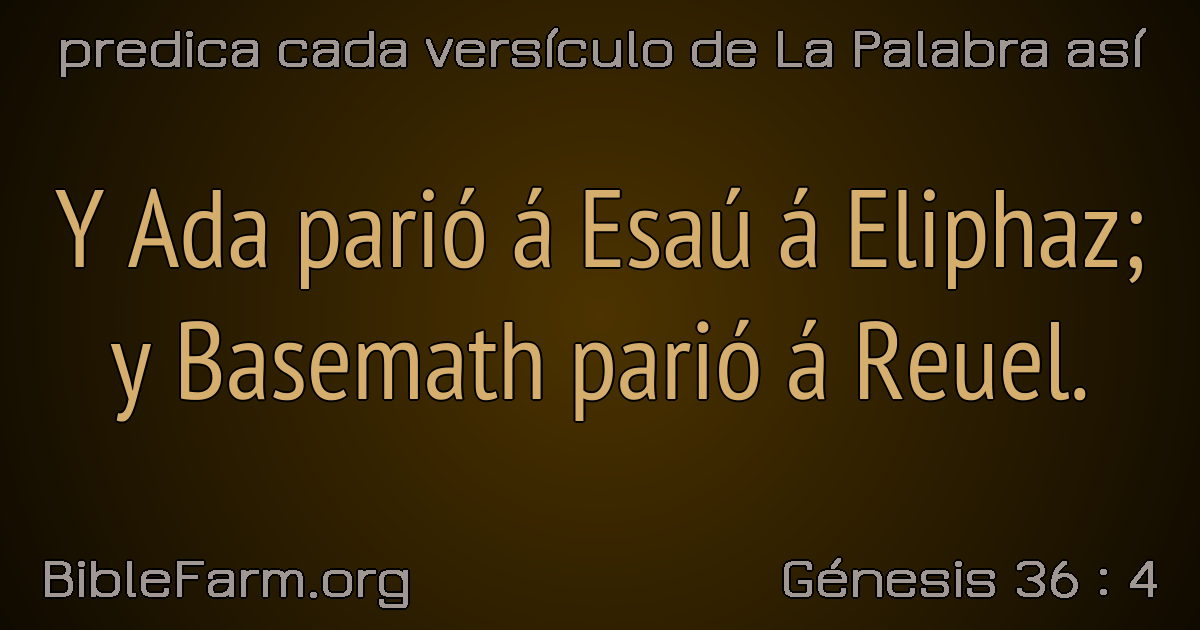 predica cada versículo de La Palabra así
Y Ada parió á Esaú á Eliphaz;
y Basemath parió á Reuel.
BibleFarm.org
Génesis 36 : 4